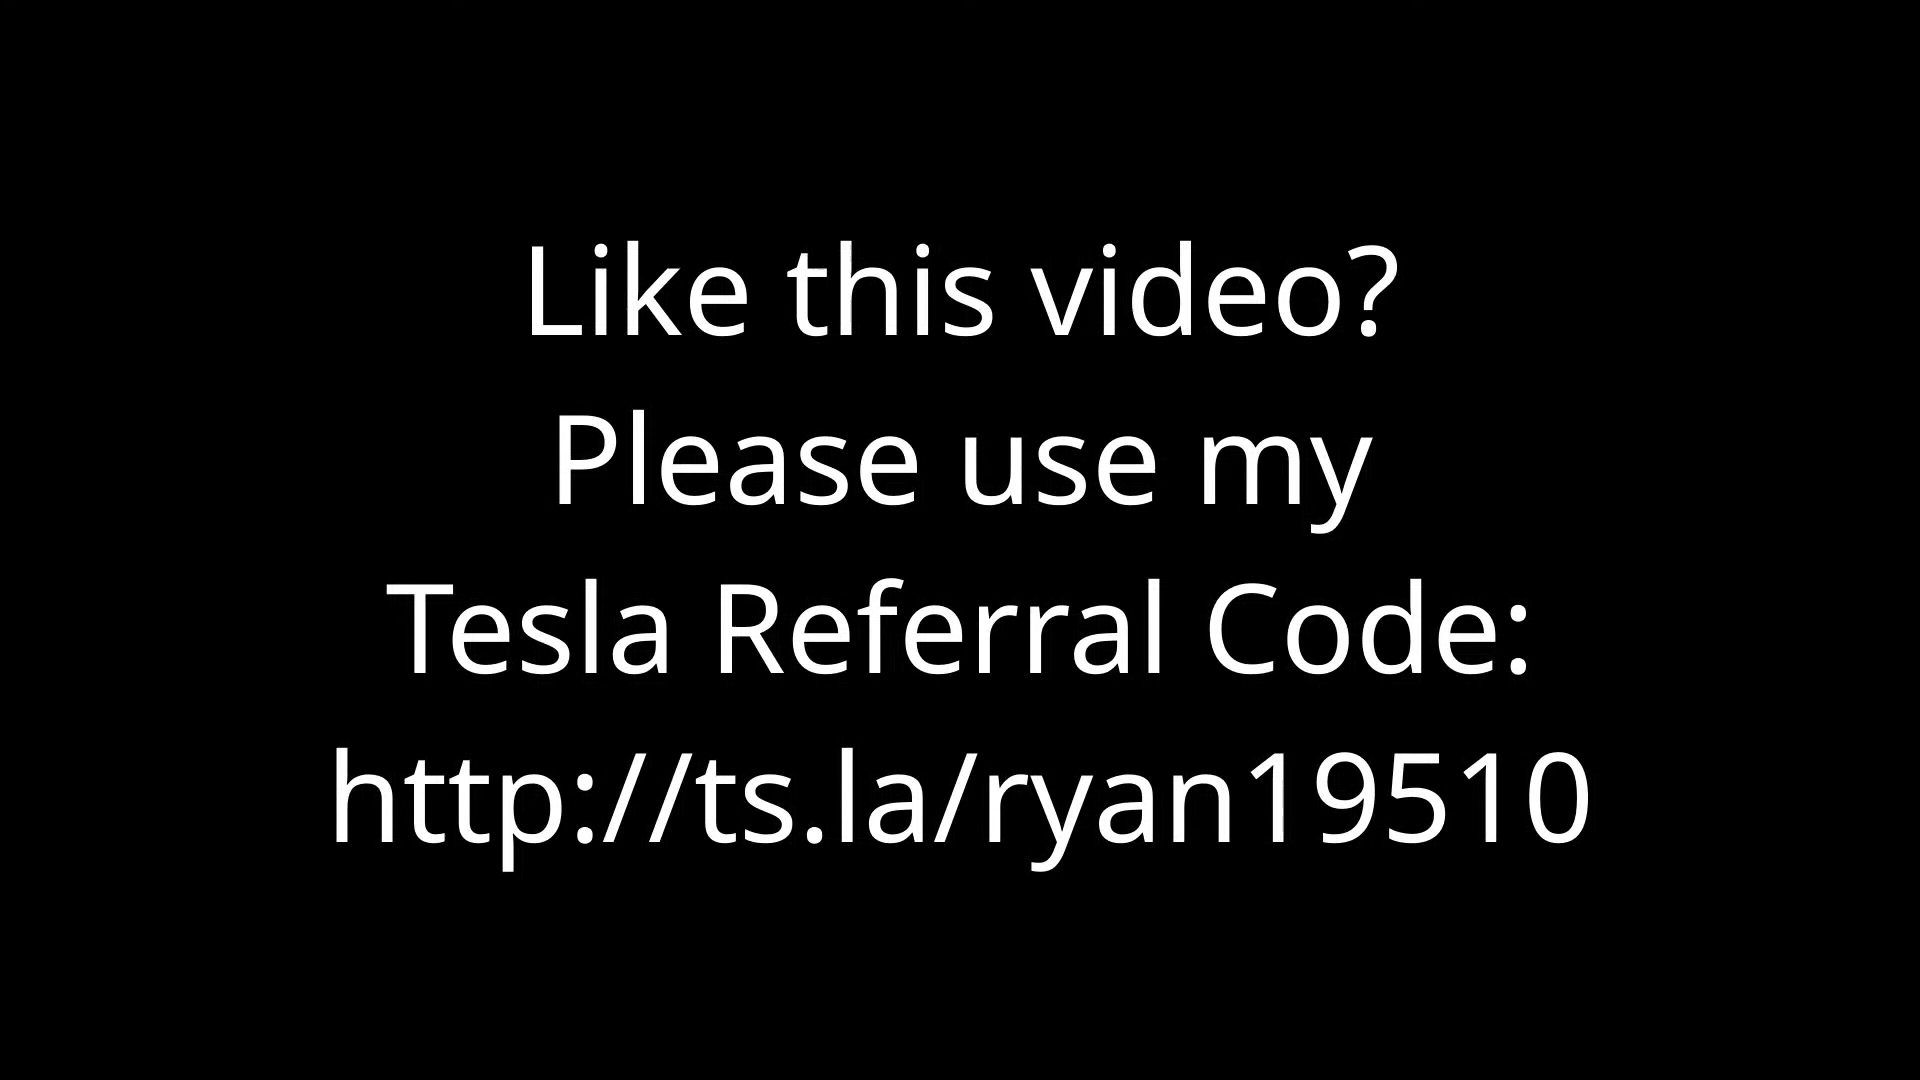 Like this video?
Please use my
Tesla Referral Code:
http://ts.la/ryan19510